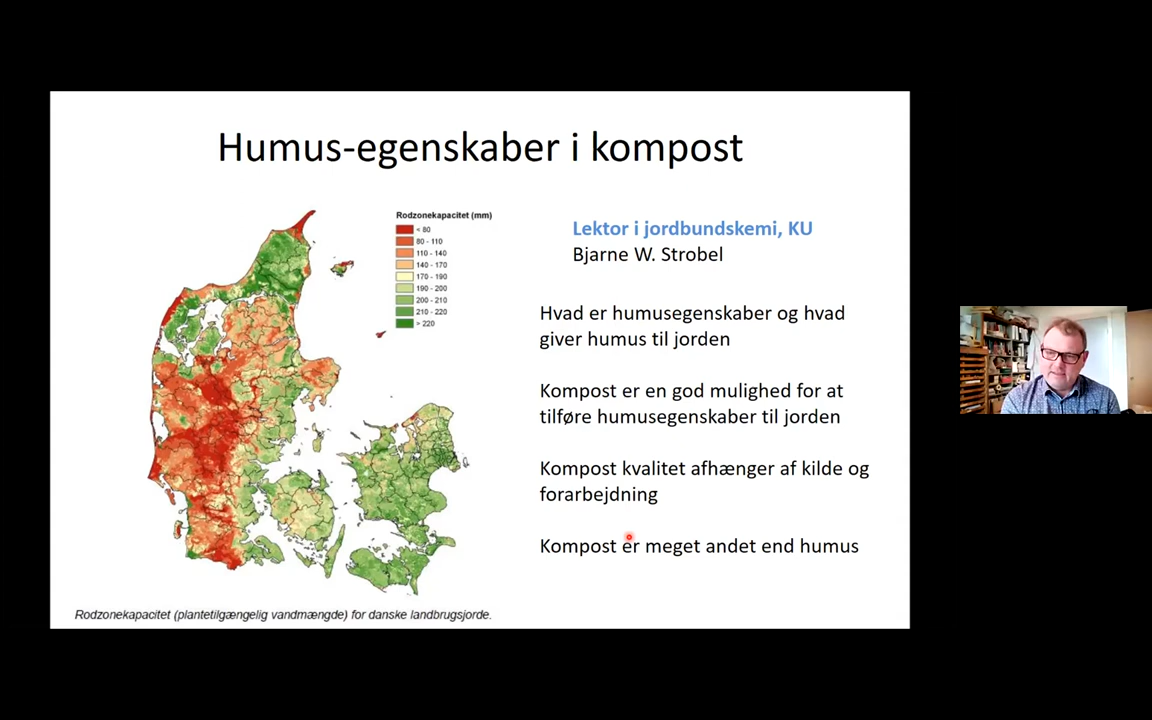 Humus-egenskaber i kompost
Rodzonekapacitet (mm)
< 80
80 - 110
110 - 140
140 - 170
170 - 190
190 - 200
200 - 210
210 - 220
> 220
Rodzonekapacitet (plantetilgængelig vandmængde) for danske landbrugsjorde.
Lektor i jordbundskemi, KU
Bjarne W. Strobel
Hvad er humusegenskaber og hvad
giver humus til jorden
Kompost er en god mulighed for at
tilføre humusegenskaber til jorden
Kompost kvalitet afhænger af kilde og
forarbejdning
Kompost er meget andet end humus